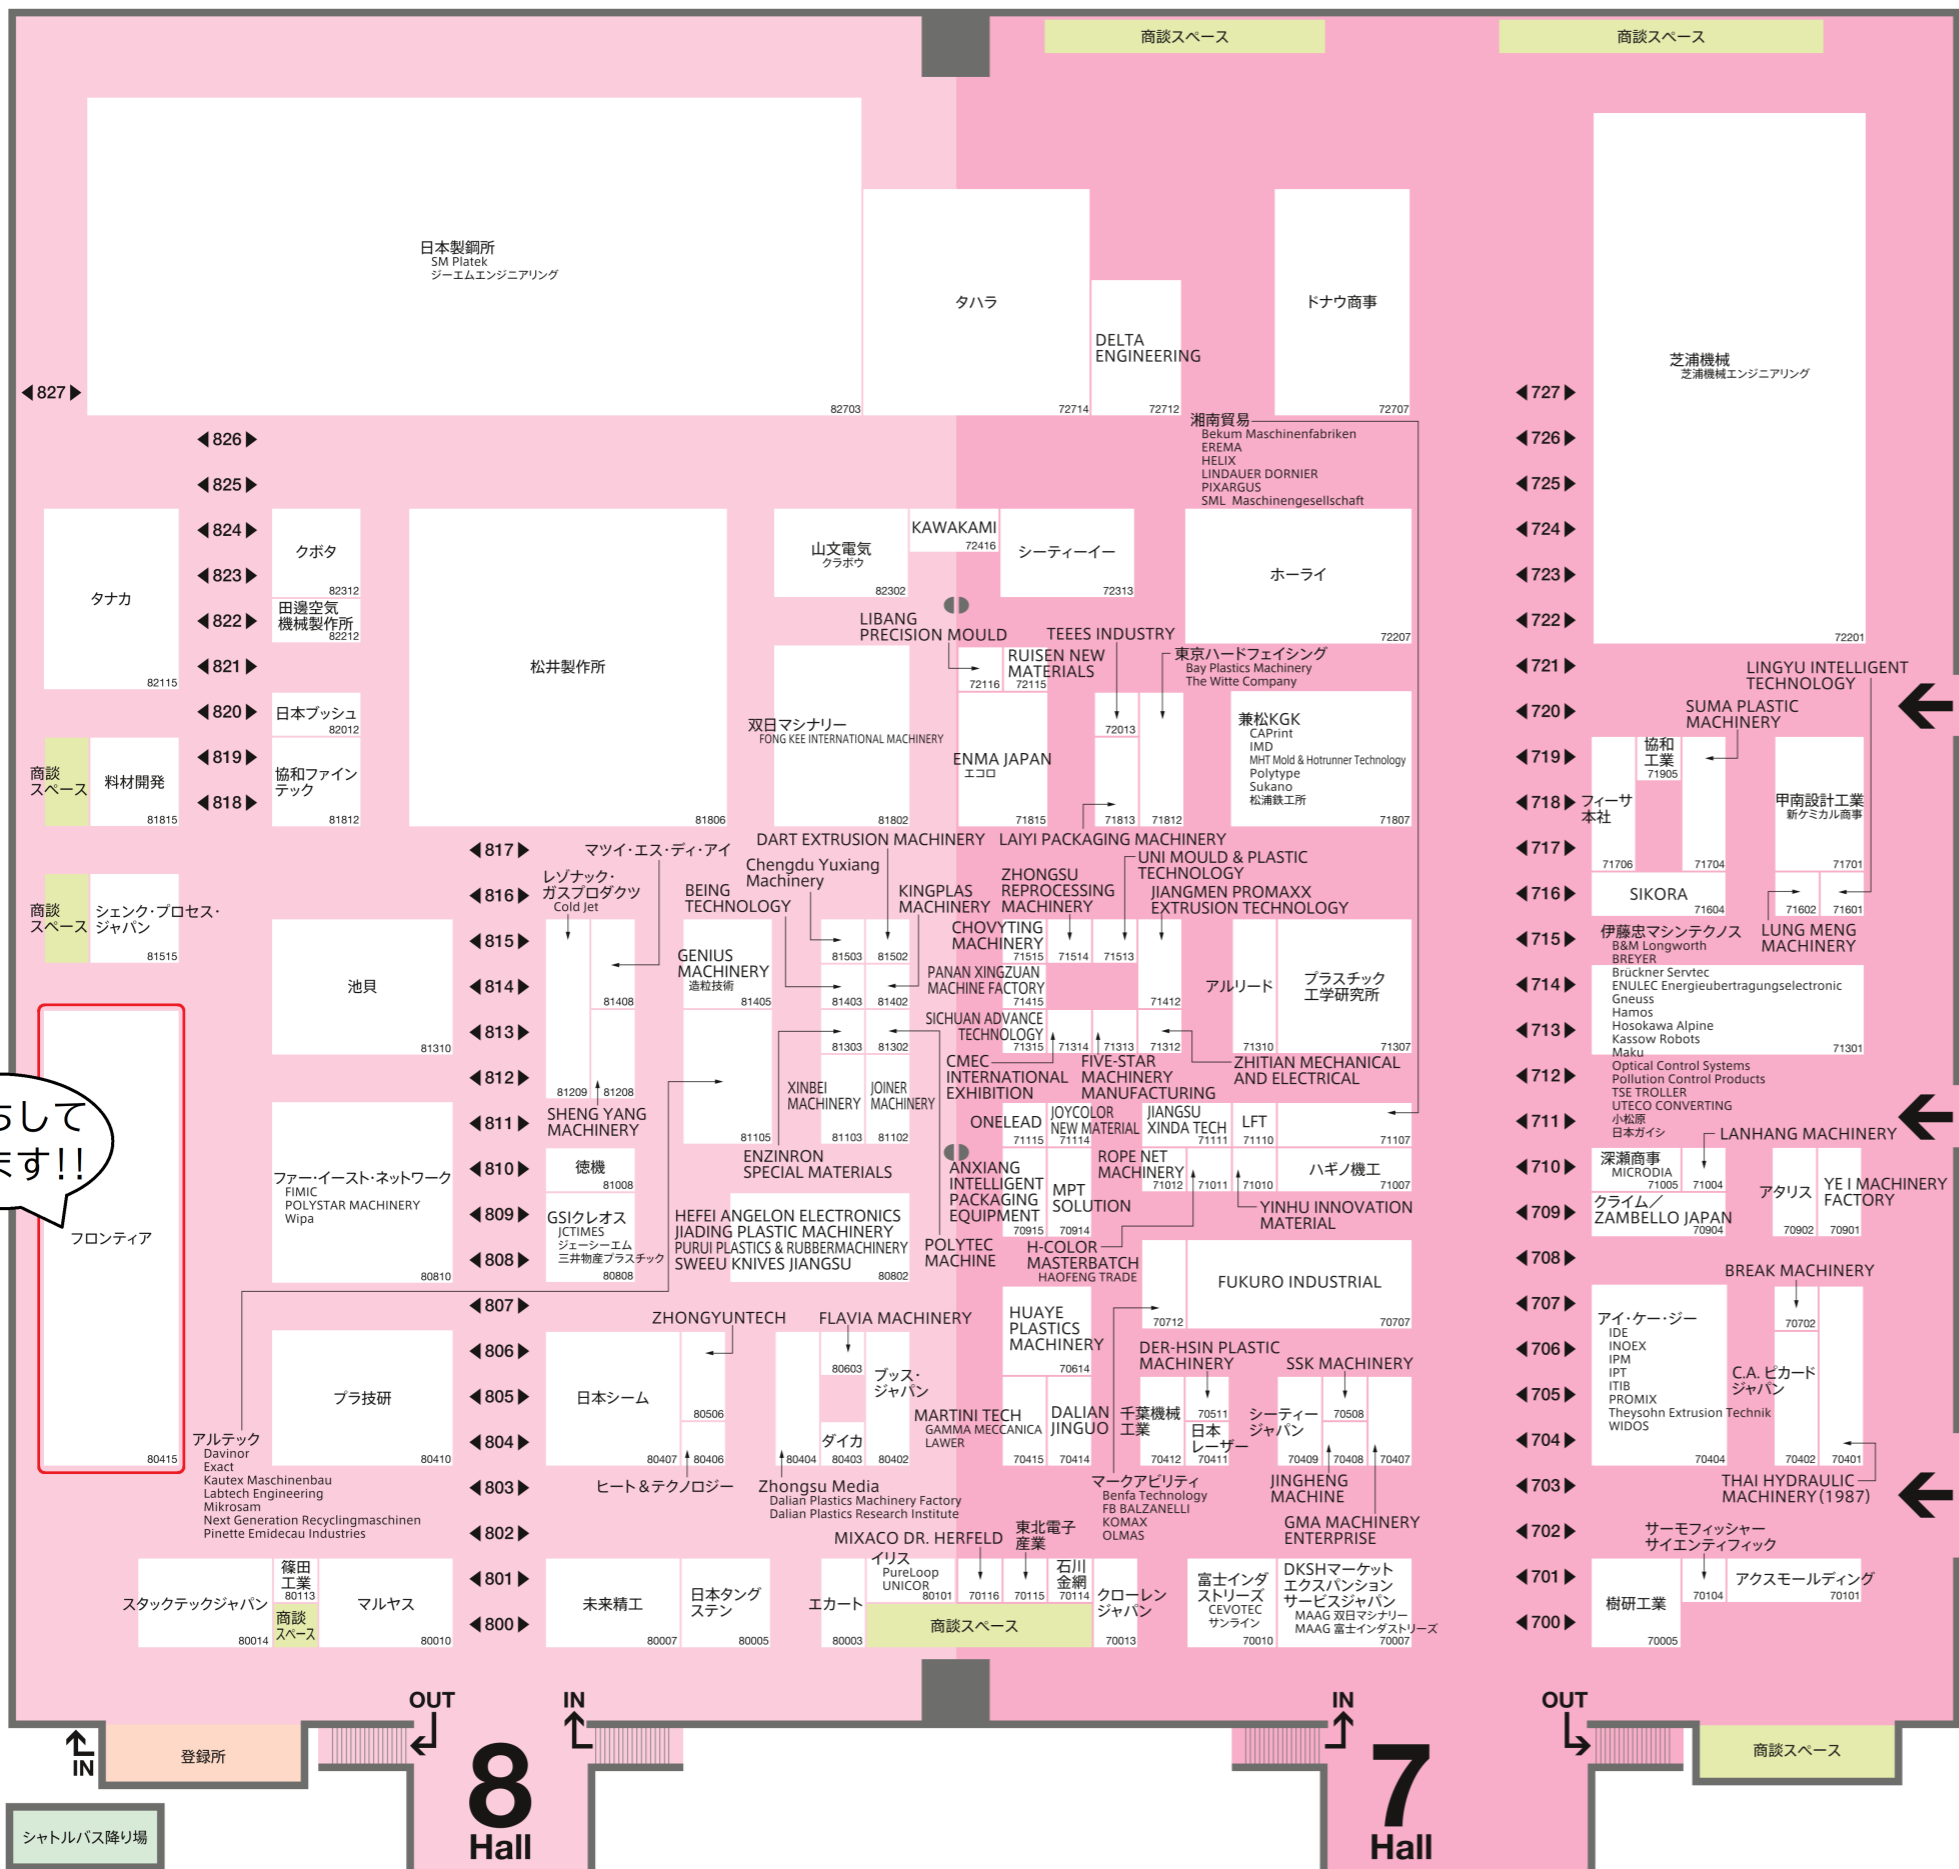 商談スペース
商談スペース
日本製鋼所
SM Platek
ジーエムエンジニアリング
82703
タハラ
72714
DELTA
ENGINEERING
72712
ドナウ商事
72707
芝浦機械
芝浦機械エンジニアリング
72201
827
826
825
824
823
822
821
820
819
818
727
726
725
724
723
722
721
720
719
718
717
716
715
714
713
712
711
710
709
708
707
706
705
704
703
702
701
700
湘南貿易
Bekum Maschinenfabriken
EREMA
HELIX
LINDAUER DORNIER
PIXARGUS
SML Maschinengesellschaft
タナカ
82115
クボタ
82312
田邊空気
機械製作所
82212
日本ブッシュ
82012
協和ファイン
テック
81812
商談
スペース
料材開発
81815
商談
スペース
シェンク・プロセス・
ジャパン
81515
松井製作所
81806
山文電気
クラボウ
82302
KAWAKAMI
72416
シーティーイー
72313
ホーライ
72207
LIBANG
PRECISION MOULD
72116
RUISEN NEW
MATERIALS
72115
TEEES INDUSTRY
72013
東京ハードフェイシング
Bay Plastics Machinery
The Witte Company
双日マシナリー
FONG KEE INTERNATIONAL MACHINERY
81802
ENMA JAPAN
エコロ
71815
71813
71812
兼松KGK
CAPrint
IMD
MHT Mold & Hotrunner Technology
Polytype
Sukano
松浦鉄工所
71807
LINGYU INTELLIGENT
TECHNOLOGY
SUMA PLASTIC
MACHINERY
協和
工業
71905
フィーサ
本社
71706
71704
甲南設計工業
新ケミカル商事
71701
SIKORA
71604
71602
71601
LUNG MENG
MACHINERY
DART EXTRUSION MACHINERY
LAIYI PACKAGING MACHINERY
817
816
815
814
813
812
811
810
809
808
807
806
805
804
803
802
801
800
マツイ・エス・ディ・アイ
レゾナック・
ガスプロダクツ
Cold Jet
BEING
TECHNOLOGY
Chengdu Yuxiang
Machinery
KINGPLAS
MACHINERY
ZHONGSU
REPROCESSING
MACHINERY
UNI MOULD & PLASTIC
TECHNOLOGY
JIANGMEN PROMAXX
EXTRUSION TECHNOLOGY
池貝
81310
81408
GENIUS
MACHINERY
造粒技術
81405
81503
81502
81403
81402
81303
81302
CHOVYTING
MACHINERY
71515
71514
71513
PANAN XINGZUAN
MACHINE FACTORY
71415
71412
SICHUAN ADVANCE
TECHNOLOGY
71315
71314
71313
71312
アルリード
71310
プラスチック
工学研究所
71307
伊藤忠マシンテクノス
B&M Longworth
BREYER
Brückner Servtec
ENULEC Energieubertragungselectronic
Gneuss
Hamos
Hosokawa Alpine
Kassow Robots
Maku
Optical Control Systems
Pollution Control Products
TSE TROLLER
UTECO CONVERTING
小松原
日本ガイシ
71301
81209
81208
SHENG YANG
MACHINERY
81105
XINBEI
MACHINERY
81103
JOINER
MACHINERY
81102
ENZINRON
SPECIAL MATERIALS
CMEC
INTERNATIONAL
EXHIBITION
FIVE-STAR
MACHINERY
MANUFACTURING
ZHITIAN MECHANICAL
AND ELECTRICAL
ONELEAD
71115
JOYCOLOR
NEW MATERIAL
71114
JIANGSU
XINDA TECH
71111
LFT
71110
71107
ちして
ます!!
フロンティア
80415
ファー・イースト・ネットワーク
FIMIC
POLYSTAR MACHINERY
Wipa
80810
徳機
81008
GSIクレオス
JCTIMES
ジェーシーエム
三井物産プラスチック
80808
HEFEI ANGELON ELECTRONICS
JIADING PLASTIC MACHINERY
PURUI PLASTICS & RUBBERMACHINERY
SWEEU KNIVES JIANGSU
80802
POLYTEC
MACHINE
ANXIANG
INTELLIGENT
PACKAGING
EQUIPMENT
70915
MPT
SOLUTION
70914
ROPE NET
MACHINERY
71012
71011
71010
ハギノ機工
71007
YINHU INNOVATION
MATERIAL
H-COLOR
MASTERBATCH
HAOFENG TRADE
LANHANG MACHINERY
深瀬商事
MICRODIA
71005
71004
クライム／
ZAMBELLO JAPAN
70904
アタリス
70902
YE I MACHINERY
FACTORY
70901
ZHONGYUNTECH
FLAVIA MACHINERY
HUAYE
PLASTICS
MACHINERY
70614
70712
FUKURO INDUSTRIAL
70707
DER-HSIN PLASTIC
MACHINERY
SSK MACHINERY
BREAK MACHINERY
アイ・ケー・ジー
IDE
INOEX
IPM
IPT
ITIB
PROMIX
Theysohn Extrusion Technik
WIDOS
70404
70702
C.A. ピカード
ジャパン
70402
70401
THAI HYDRAULIC
MACHINERY (1987)
プラ技研
80410
日本シーム
80407
80506
80406
80404
80603
ダイカ
80403
ブッス・
ジャパン
80402
MARTINI TECH
GAMMA MECCANICA
LAWER
70415
DALIAN
JINGUO
70414
千葉機械
工業
70412
70511
日本
レーザー
70411
シーティー
ジャパン
70409
70508
70408
70407
アルテック
Davinor
Exact
Kautex Maschinenbau
Labtech Engineering
Mikrosam
Next Generation Recyclingmaschinen
Pinette Emidecau Industries
ヒート＆テクノロジー
Zhongsu Media
Dalian Plastics Machinery Factory
Dalian Plastics Research Institute
マークアビリティ
Benfa Technology
FB BALZANELLI
KOMAX
OLMAS
JINGHENG
MACHINE
GMA MACHINERY
ENTERPRISE
MIXACO DR. HERFELD
東北電子
産業
サーモフィッシャー
サイエンティフィック
スタックテックジャパン
80014
篠田
工業
80113
商談
スペース
マルヤス
80010
未来精工
80007
日本タング
ステン
80005
エカート
80003
イリス
PureLoop
UNICOR
80101
70116
70115
石川
金網
70114
商談スペース
クローレン
ジャパン
70013
富士インダ
ストリーズ
CEVOTEC
サンライン
70010
DKSHマーケット
エクスパンション
サービスジャパン
MAAG 双日マシナリー
MAAG 富士インダストリーズ
70007
樹研工業
70005
70104
アクスモールディング
70101
IN
登録所
OUT
IN
IN
OUT
商談スペース
8
Hall
7
Hall
シャトルバス降り場